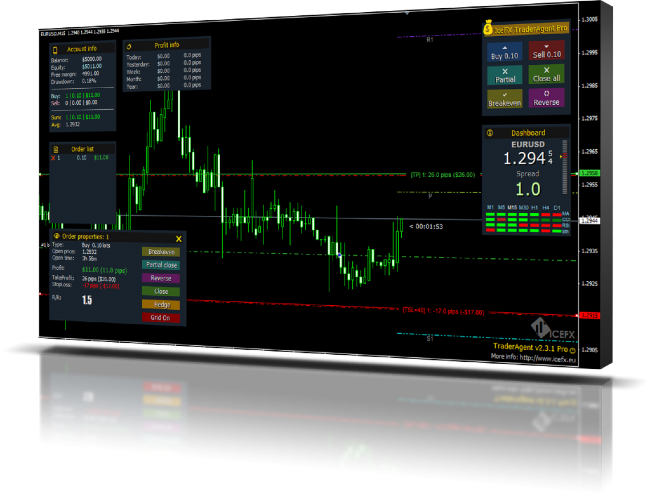 EURUSD,M15 1.2940 1.2944 1.2938 1.2944
Account info
Balance: $5000.00
Equity: $5011.00
Free margin: 4991.00
Drawdown: 0.18%
Buy: 1 | 0.10 | $11.00
Sell: 0 | 0.00 | $0.00
Sum: 1 | 0.10 | $11.00
Avg: 1.2932
Profit info
Today: $0.00 0.0 pips
Yesterday: $0.00 0.0 pips
Week: $0.00 0.0 pips
Month: $0.00 0.0 pips
Year: $0.00 0.0 pips
Order list
X 1 0.10 $11.00
Order properties: 1
X
Type: Buy 0.10 lots
Open price: 1.2932
Open time: 3h 55m
Profit: $11.00 (11.0 pips)
TakeProfit: 26 pips ($26.00)
StopLoss:
R/R: 1.5
Breakeven
Partial close
Reverse
Close
Hedge
Grid On
R1
[TP] 1: 26.0 pips ($26.00)
P
< 00:01:53
[TSL=40] 1: -17.0 pips (-$17.00)
S1
IceFX TraderAgent Pro
Buy 0.10
Sell 0.10
Partial
Close all
Breakeven
Reverse
Dashboard
EURUSD
1.294 5 4
Spread
1.0
M1 M5 M15 M30 H1 H4 D1
MA
1.3005
1.2995
1.2985
1.2975
1.2965
1.2955
1.2944
1.2935
1.2925
1.2915
1.2905
ICEFX
TraderAgent v2.3.1 Pro
More info: http://www.icefx.eu